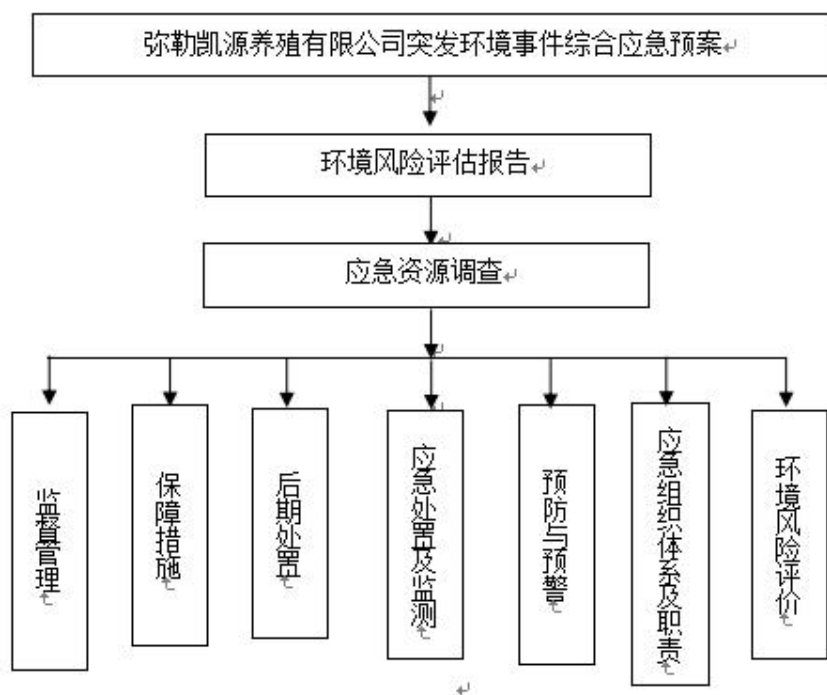 弥勒凯源养殖有限公司突发环境事件综合应急预案
环境风险评估报告
应急资源调查
监督管理
保障措施
后期处置
应急处置及监测
预防与预警
应急组织体系及职责
环境风险评价